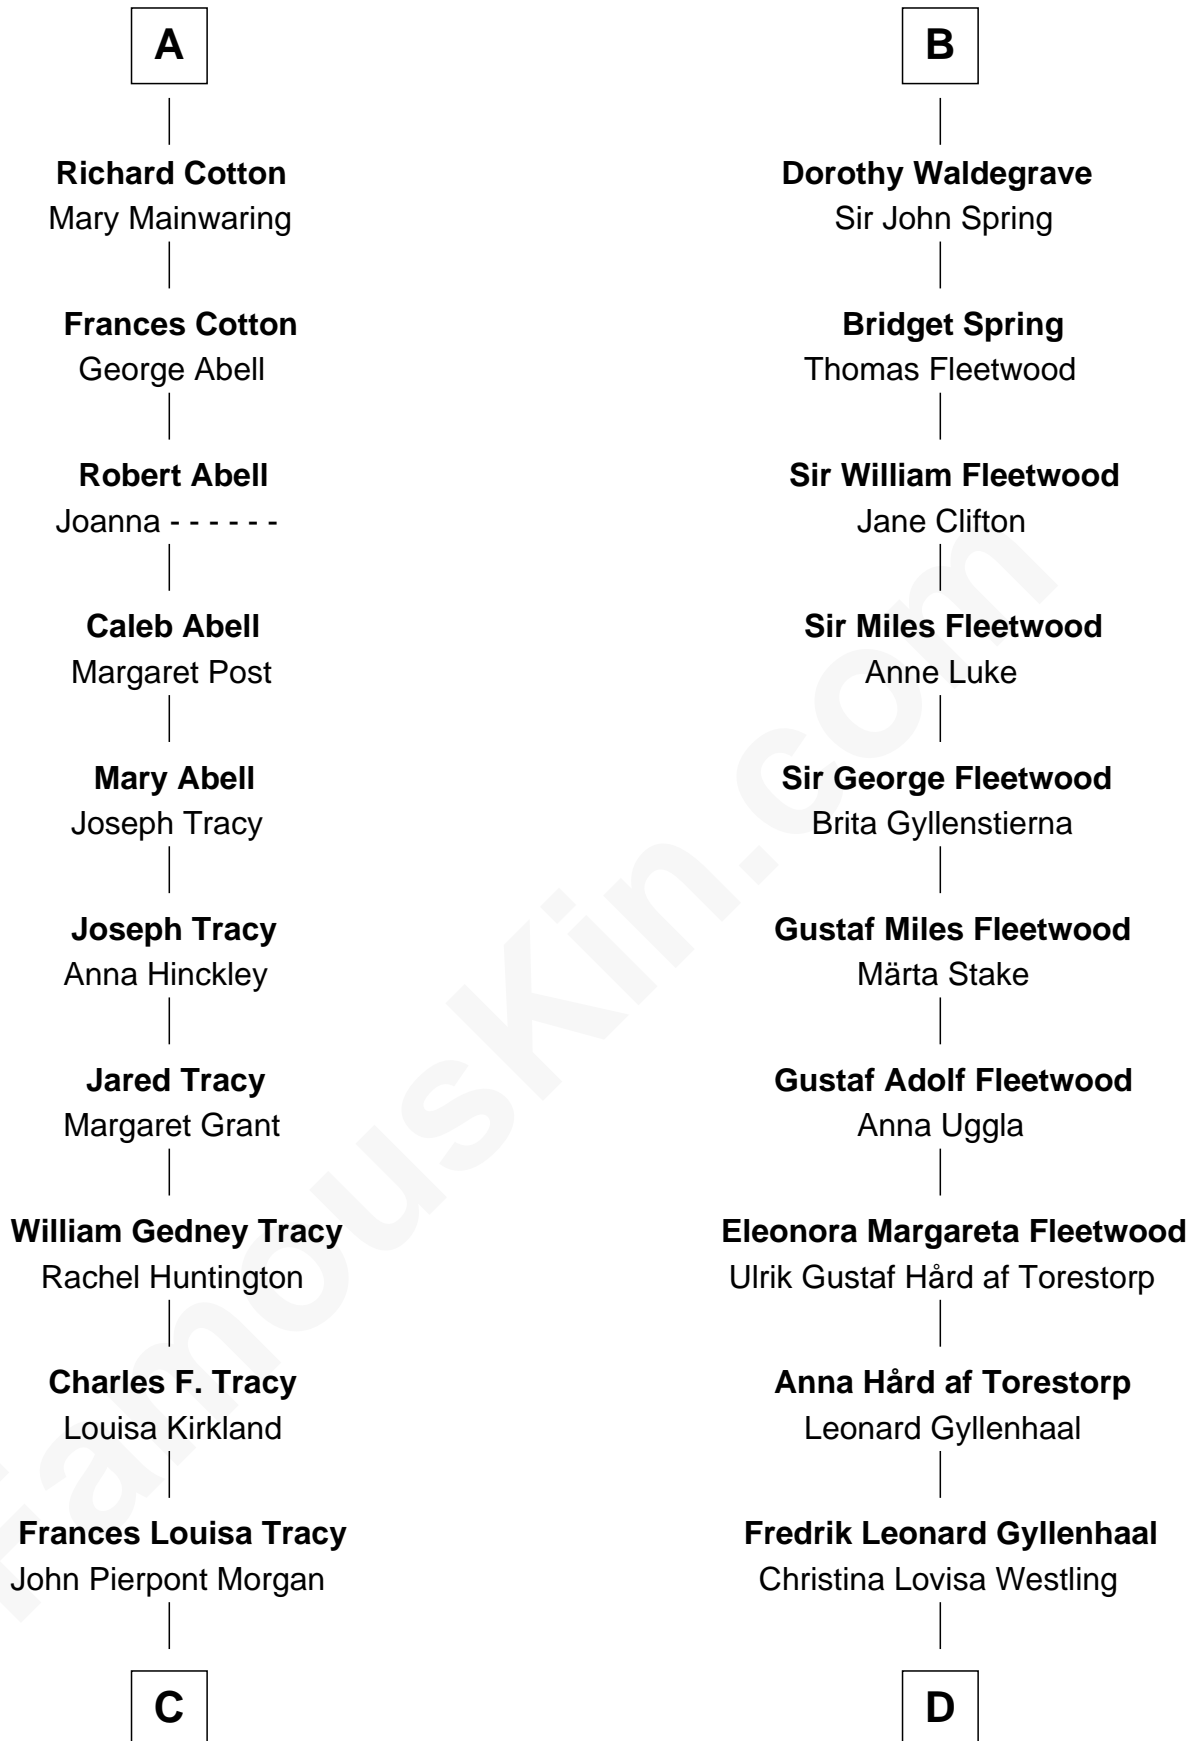 A
Richard Cotton
Mary Mainwaring
Frances Cotton
George Abell
Robert Abell
Joanna - - - - - -
Caleb Abell
Margaret Post
Mary Abell
Joseph Tracy
Joseph Tracy
Anna Hinckley
Jared Tracy
Margaret Grant
William Gedney Tracy
Rachel Huntington
Charles F. Tracy
Louisa Kirkland
Frances Louisa Tracy
John Pierpont Morgan
C
B
Dorothy Waldegrave
Sir John Spring
Bridget Spring
Thomas Fleetwood
Sir William Fleetwood
Jane Clifton
Sir Miles Fleetwood
Anne Luke
Sir George Fleetwood
Brita Gyllenstierna
Gustaf Miles Fleetwood
Märta Stake
Gustaf Adolf Fleetwood
Anna Uggla
Eleonora Margareta Fleetwood
Ulrik Gustaf Hård af Torestorp
Anna Hård af Torestorp
Leonard Gyllenhaal
Fredrik Leonard Gyllenhaal
Christina Lovisa Westling
D
FamousKin.com